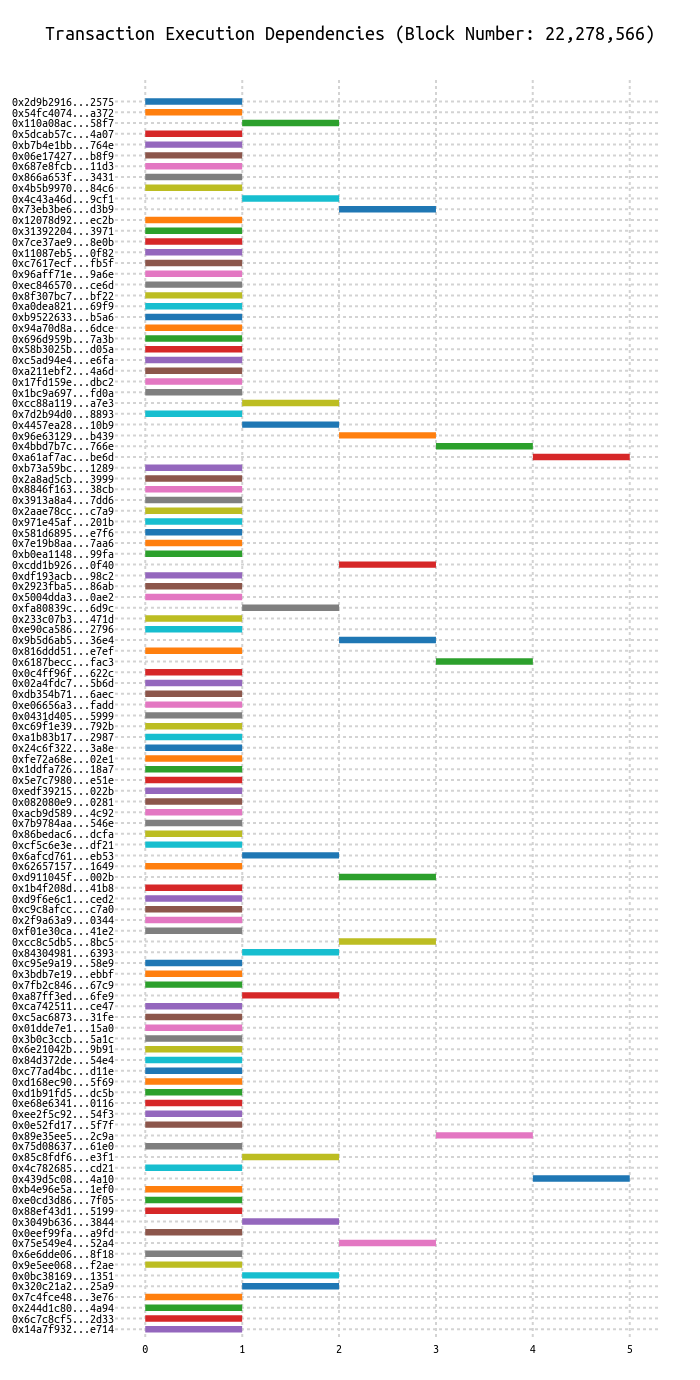 Transaction Execution Dependencies (Block Number: 22,278,566)
0x2d9b2916...2575
0x54fc4074...a372
0x110a08ac...58f7
0x5dcab57c...4a07
0xb7b4e1bb...764e
0x06e17427...b8f9
0x687e8fcb...11d3
0x866a653f...3431
0x4b5b9970...84c6
0x4c43a46d...9cf1
0x73eb3be6...d3b9
0x12078d92...ec2b
0x31392204...3971
0x7ce37ae9...8e0b
0x11087eb5...0f82
0xc7617ecf...fb5f
0x96aff71e...9a6e
0xec846570...ce6d
0x8f307bc7...bf22
0xa0dea821...69f9
0xb9522633...b5a6
0x94a70d8a...6dce
0x696d959b...7a3b
0x58b3025b...d05a
0xc5ad94e4...e6fa
0xa211ebf2...4a6d
0x17fd159e...dbc2
0x1bc9a697...fd0a
0xcc88a119...a7e3
0x7d2b94d0...8893
0x4457ea28...10b9
0x96e63129...b439
0x4bbd7b7c...766e
0xa61af7ac...be6d
0xb73a59bc...1289
0x2a8ad5cb...3999
0x8846f163...38cb
0x3913a8a4...7dd6
0x2aae78cc...c7a9
0x971e45af...201b
0x581d6895...e7f6
0x7e19b8aa...7aa6
0xb0ea1148...99fa
0xcdd1b926...0f40
0xdf193acb...98c2
0x2923fba5...86ab
0x5004dda3...0ae2
0xfa80839c...6d9c
0x233c07b3...471d
0xe90ca586...2796
0x9b5d6ab5...36e4
0x816ddd51...e7ef
0x6187becc...fac3
0x0c4ff96f...622c
0x02a4fdc7...5b6d
0xdb354b71...6aec
0xe06656a3...fadd
0x0431d405...5999
0xc69f1e39...792b
0xa1b83b17...2987
0x24c6f322...3a8e
0xfe72a68e...02e1
0x1ddfa726...18a7
0x5e7c7980...e51e
0xedf39215...022b
0x082080e9...0281
0xacb9d589...4c92
0x7b9784aa...546e
0x86bedac6...dcfa
0xcf5c6e3e...df21
0x6afcd761...eb53
0x62657157...1649
0xd911045f...002b
0x1b4f208d...41b8
0xd9f6e6c1...ced2
0xc9c8afcc...c7a0
0x2f9a63a9...0344
0xf01e30ca...41e2
0xcc8c5db5...8bc5
0x84304981...6393
0xc95e9a19...58e9
0x3bdb7e19...ebbf
0x7fb2c846...67c9
0xa87ff3ed...6fe9
0xca742511...ce47
0xc5ac6873...31fe
0x01dde7e1...15a0
0x3b0c3ccb...5a1c
0x6e21042b...9b91
0x84d372de...54e4
0xc77ad4bc...d11e
0xd168ec90...5f69
0xd1b91fd5...dc5b
0xe68e6341...0116
0xee2f5c92...54f3
0x0e52fd17...5f7f
0x89e35ee5...2c9a
0x75d08637...61e0
0x85c8fdf6...e3f1
0x4c782685...cd21
0x439d5c08...4a10
0xb4e96e5a...1ef0
0xe0cd3d86...7f05
0x88ef43d1...5199
0x3049b636...3844
0x0eef99fa...a9fd
0x75e549e4...52a4
0x6e6dde06...8f18
0x9e5ee068...f2ae
0x0bc38169...1351
0x320c21a2...25a9
0x7c4fce48...3e76
0x244d1c80...4a94
0x6c7c8cf5...2d33
0x14a7f932...e714
0 1 2 3 4 5